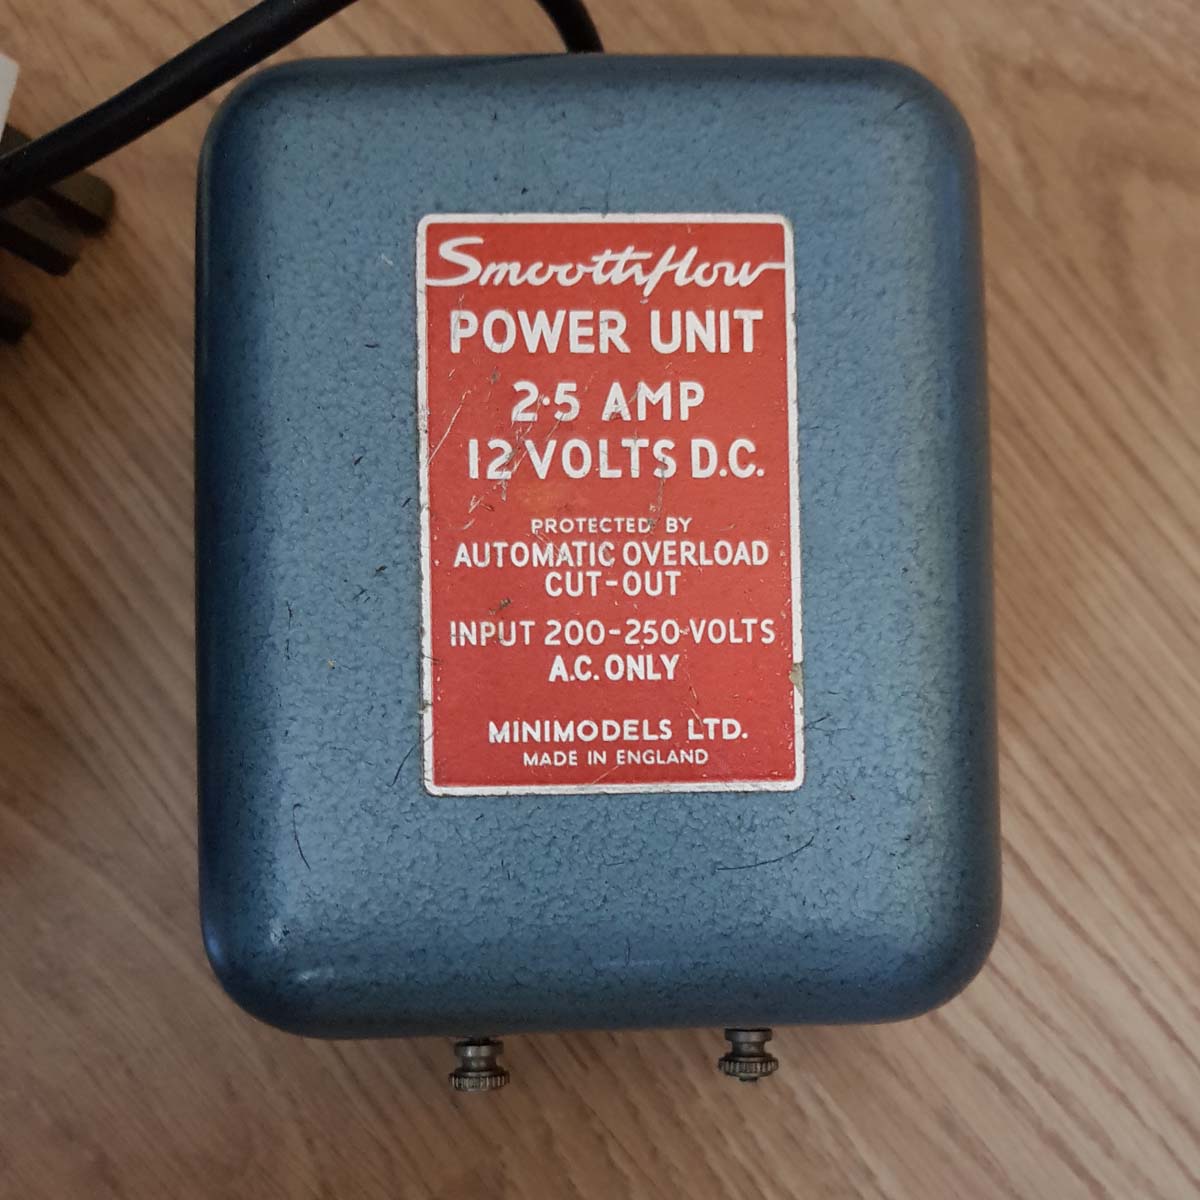 Smoothflow
POWER UNIT
2·5 AMP
12 VOLTS D.C.
PROTECTED BY
AUTOMATIC OVERLOAD
CUT-OUT
INPUT 200-250 VOLTS
A.C. ONLY
MINIMODELS LTD.
MADE IN ENGLAND